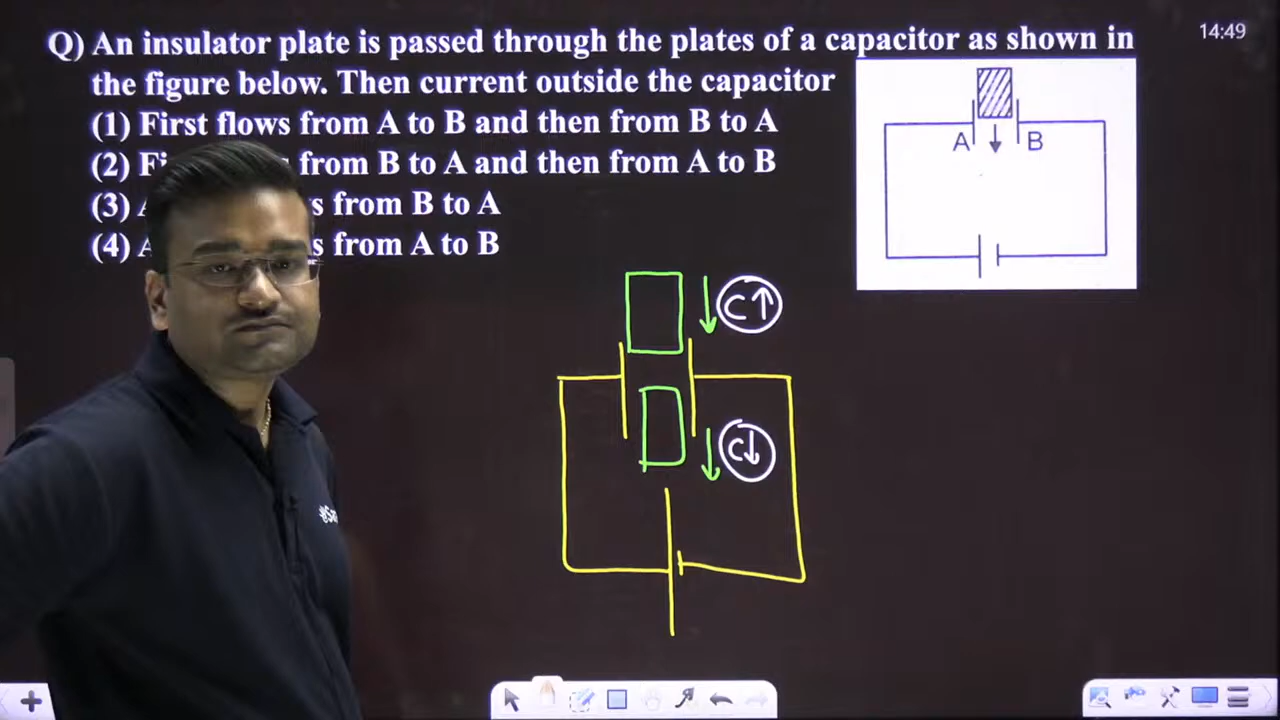 14:49
Q) An insulator plate is passed through the plates of a capacitor as shown in
the figure below. Then current outside the capacitor
(1) First flows from A to B and then from B to A
(2) from B to A and then from A to B
(3) from B to A
(4) from A to B
A B
C↑
C↓